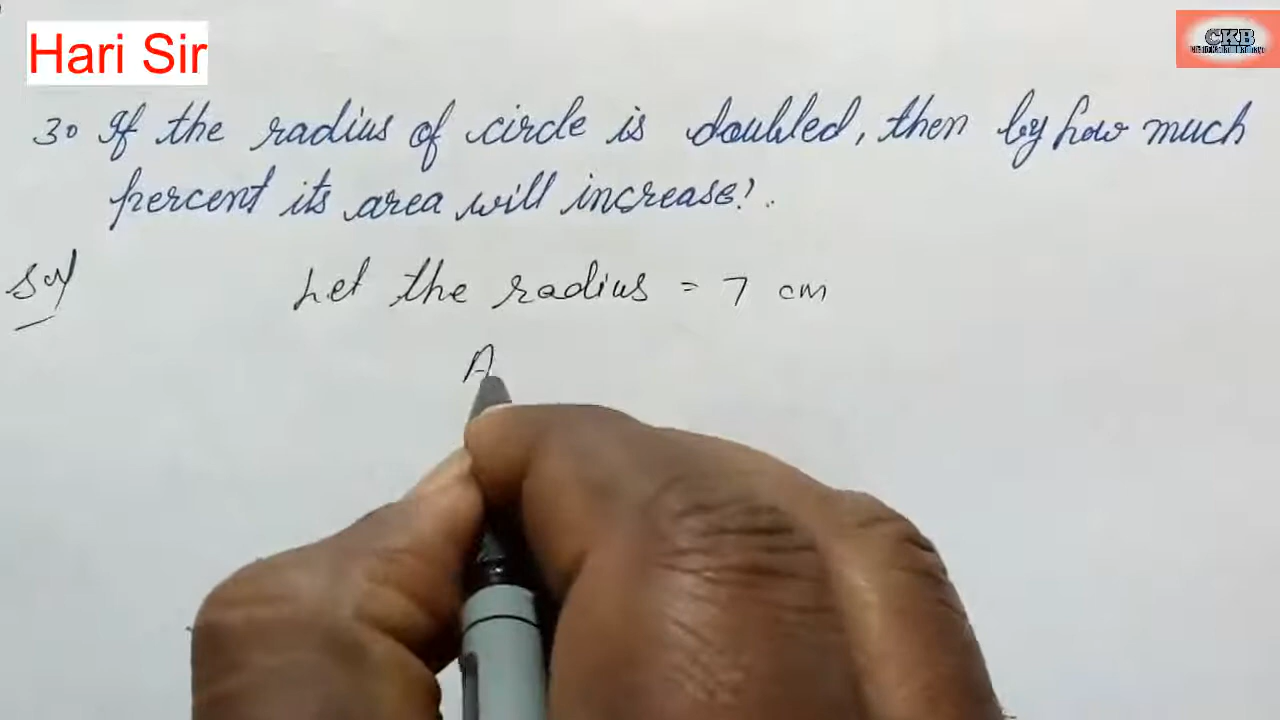 Hari Sir
CKB
30 If the radius of circle is doubled, then by how much
percent its area will increase?.
Sol
Let the radius = 7 cm
A